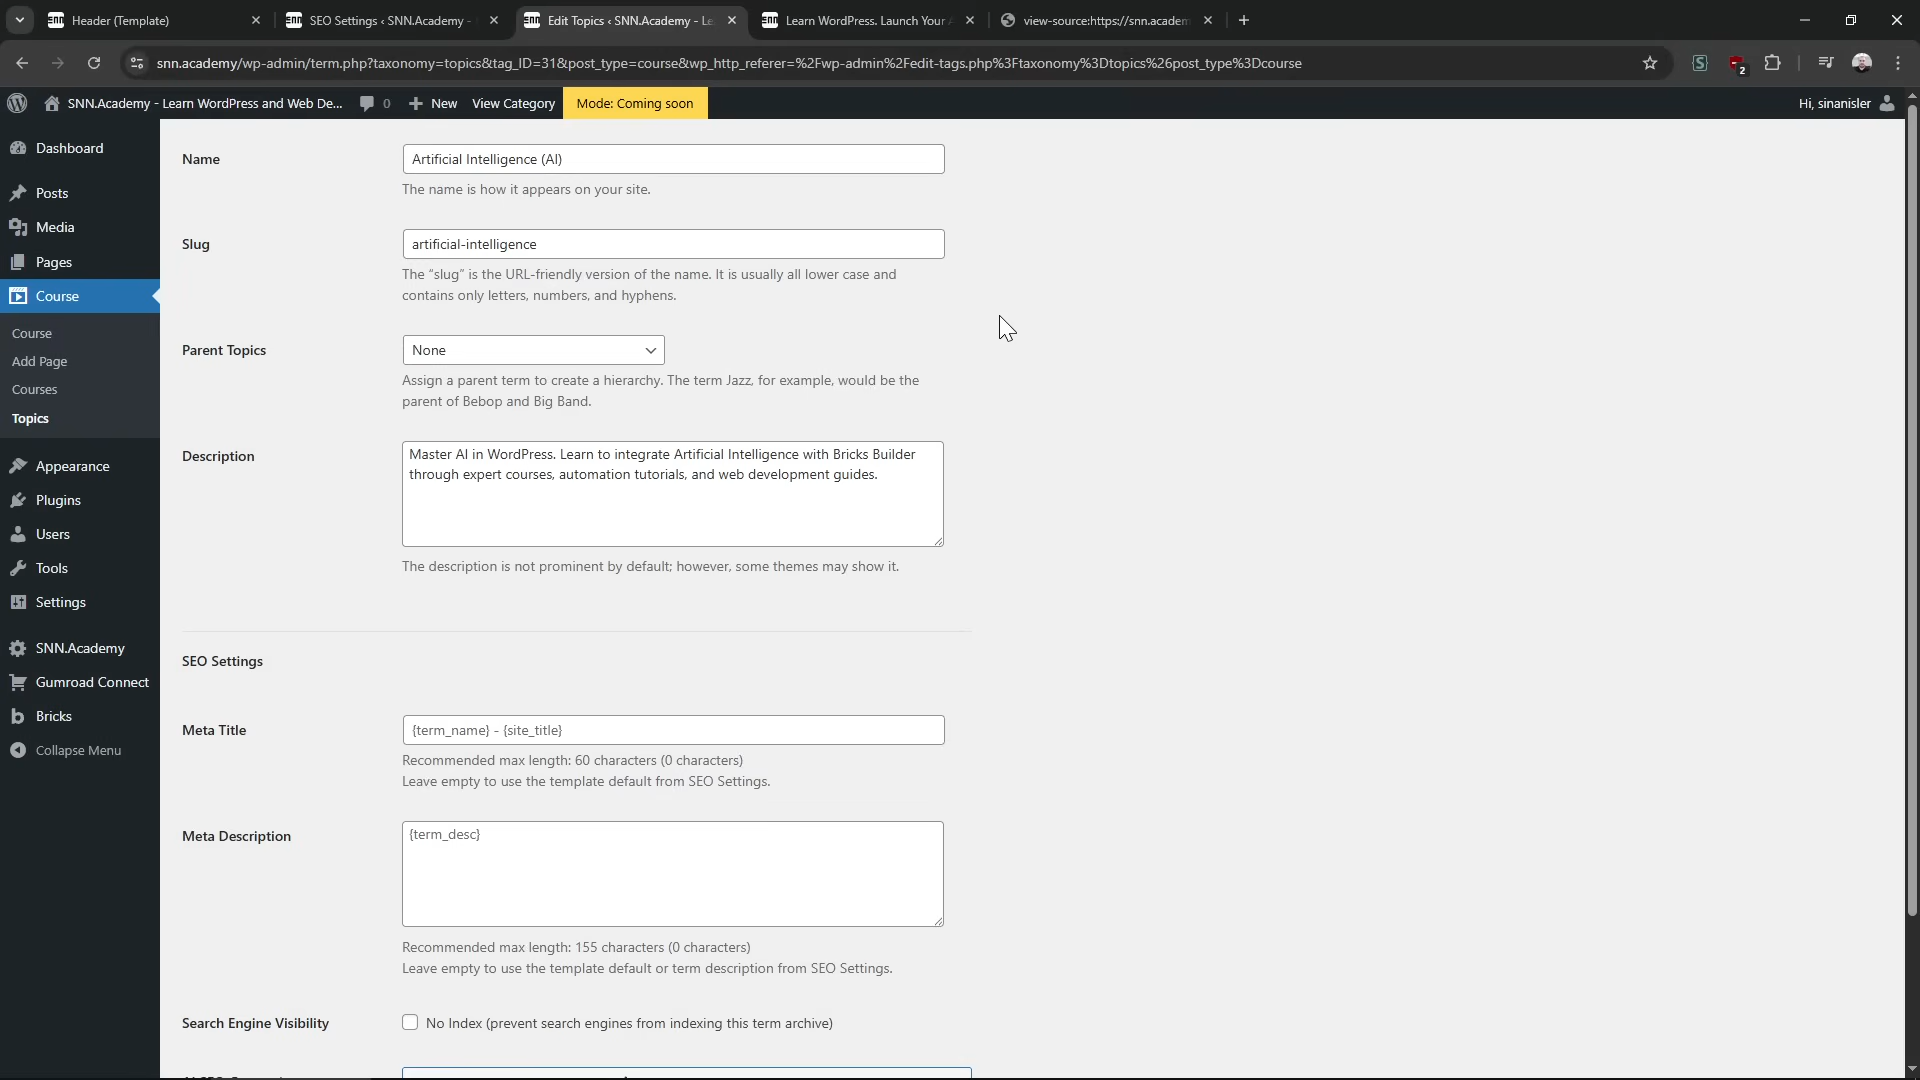 Header (Template)
SEO Settings ‹ SNN.Academy -
Edit Topics ‹ SNN.Academy - Le
Learn WordPress. Launch Your A
view-source:https://snn.academ
snn.academy/wp-admin/term.php?taxonomy=topics&tag_ID=31&post_type=course&wp_http_referer=%2Fwp-admin%2Fedit-tags.php%3Ftaxonomy%3Dtopics%26post_type%3Dcourse
2
SNN.Academy - Learn WordPress and Web De...
0
New
View Category
Mode: Coming soon
Hi, sinanisler
Dashboard
Posts
Media
Pages
Course
Course
Add Page
Courses
Topics
Appearance
Plugins
Users
Tools
Settings
SNN.Academy
Gumroad Connect
Bricks
Collapse Menu
Name
Artificial Intelligence (AI)
The name is how it appears on your site.
Slug
artificial-intelligence
The “slug” is the URL-friendly version of the name. It is usually all lower case and
contains only letters, numbers, and hyphens.
Parent Topics
None
Assign a parent term to create a hierarchy. The term Jazz, for example, would be the
parent of Bebop and Big Band.
Description
Master AI in WordPress. Learn to integrate Artificial Intelligence with Bricks Builder
through expert courses, automation tutorials, and web development guides.
The description is not prominent by default; however, some themes may show it.
SEO Settings
Meta Title
{term_name} - {site_title}
Recommended max length: 60 characters (0 characters)
Leave empty to use the template default from SEO Settings.
Meta Description
{term_desc}
Recommended max length: 155 characters (0 characters)
Leave empty to use the template default or term description from SEO Settings.
Search Engine Visibility
No Index (prevent search engines from indexing this term archive)